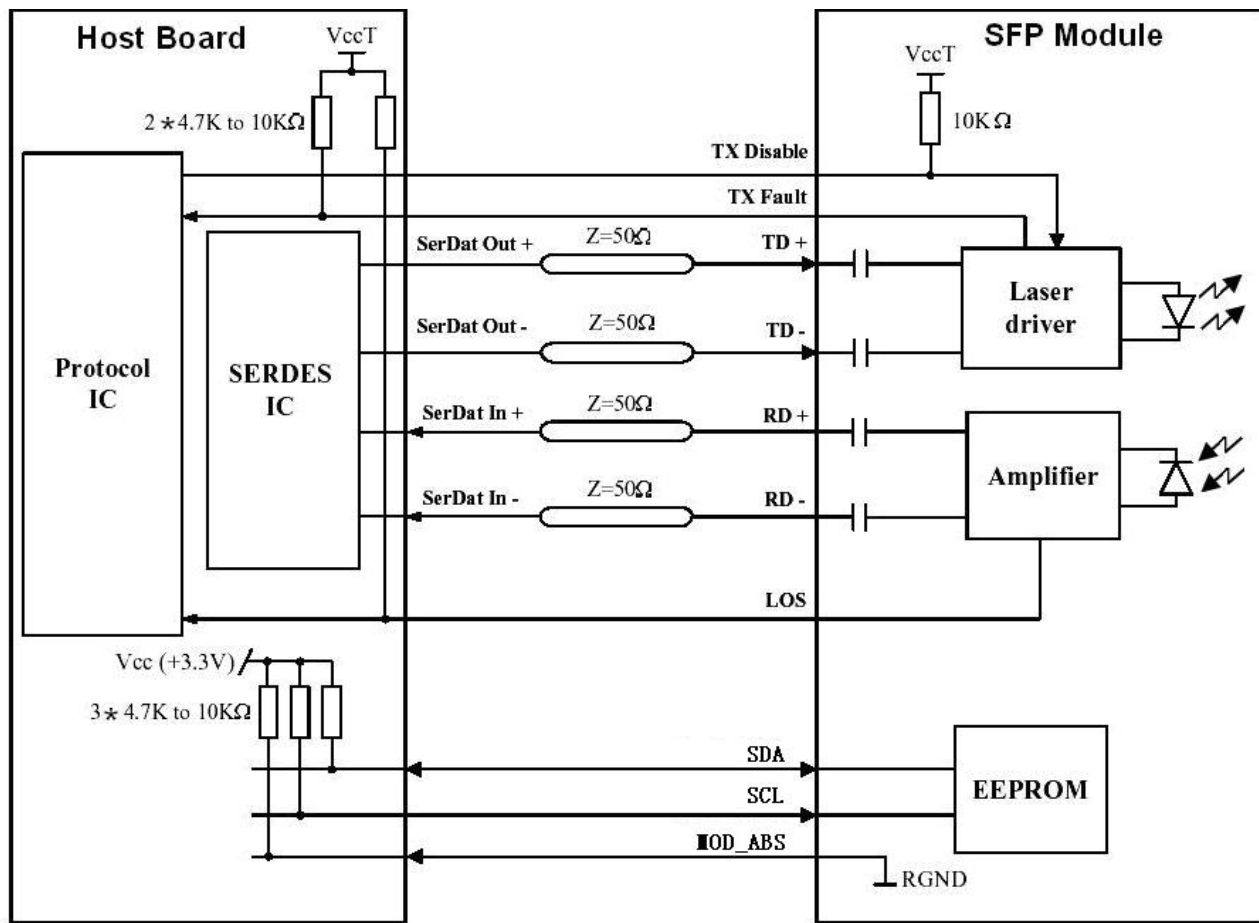 Host Board
SFP Module
VccT
VccT
2*4.7K to 10KΩ
10KΩ
TX Disable
TX Fault
SerDat Out +
Z=50Ω
TD +
Laser
driver
SerDat Out -
Z=50Ω
TD -
Protocol
IC
SERDES
IC
SerDat In +
Z=50Ω
RD +
Amplifier
SerDat In -
Z=50Ω
RD -
LOS
Vcc (+3.3V)
3* 4.7K to 10KΩ
SDA
SCL
EEPROM
MOD_ABS
RGND